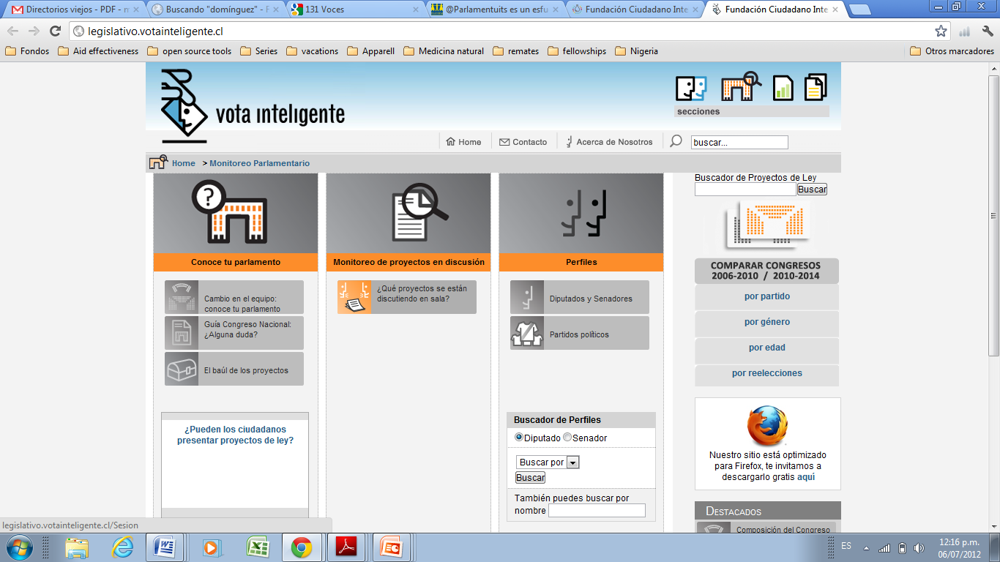 Directorios viejos - PDF - m
Buscando "domínguez" - F
131 Voces
@Parlamentuits es un esfu
Fundación Ciudadano Inte
Fundación Ciudadano Inte
legislativo.votainteligente.cl
Fondos
Aid effectiveness
open source tools
Series
vacations
Apparell
Medicina natural
remates
fellowships
Nigeria
Otros marcadores
vota inteligente
secciones
Home
Contacto
Acerca de Nosotros
buscar...
Home > Monitoreo Parlamentario
Conoce tu parlamento
Cambio en el equipo:
conoce tu parlamento
Guía Congreso Nacional:
¿Alguna duda?
El baúl de los proyectos
¿Pueden los ciudadanos
presentar proyectos de ley?
Monitoreo de proyectos en discusión
¿Qué proyectos se están
discutiendo en sala?
Perfiles
Diputados y Senadores
Partidos políticos
Buscador de Perfiles
Diputado Senador
Buscar por
Buscar
También puedes buscar por
nombre
Buscador de Proyectos de Ley
Buscar
COMPARAR CONGRESOS
2006-2010 / 2010-2014
por partido
por género
por edad
por reelecciones
Nuestro sitio está optimizado
para Firefox, te invitamos a
descargarlo gratis aquí
Destacados
Composición del Congreso
legislativo.votainteligente.cl/Sesion
ES
12:16 p.m.
06/07/2012